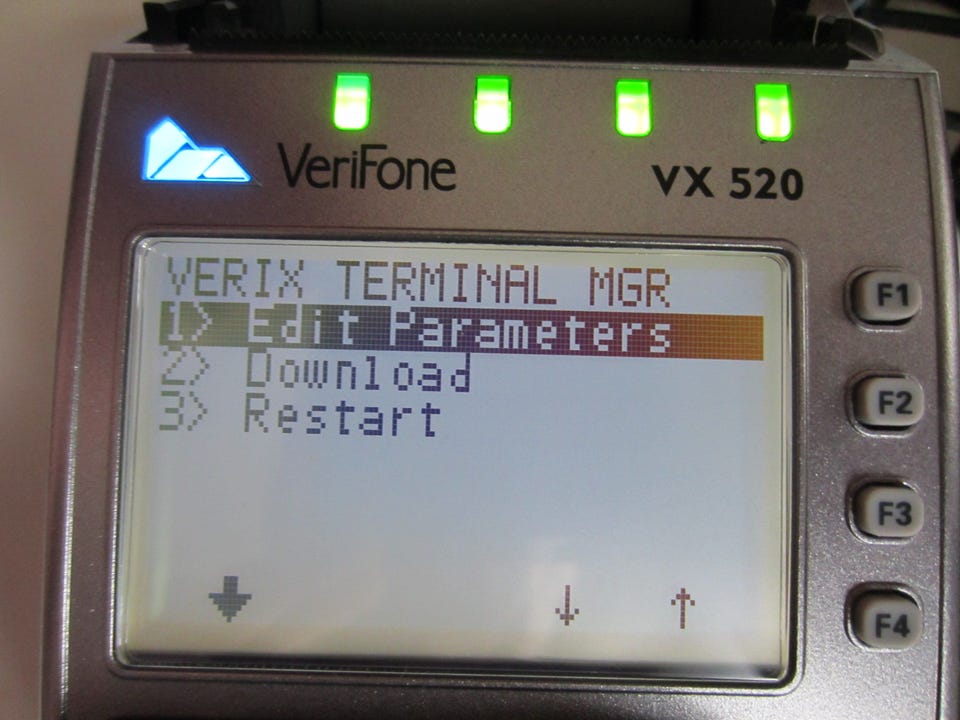 VeriFone
VX 520
VERIX TERMINAL MGR
1> Edit Parameters
2> Download
3> Restart
F1
F2
F3
F4